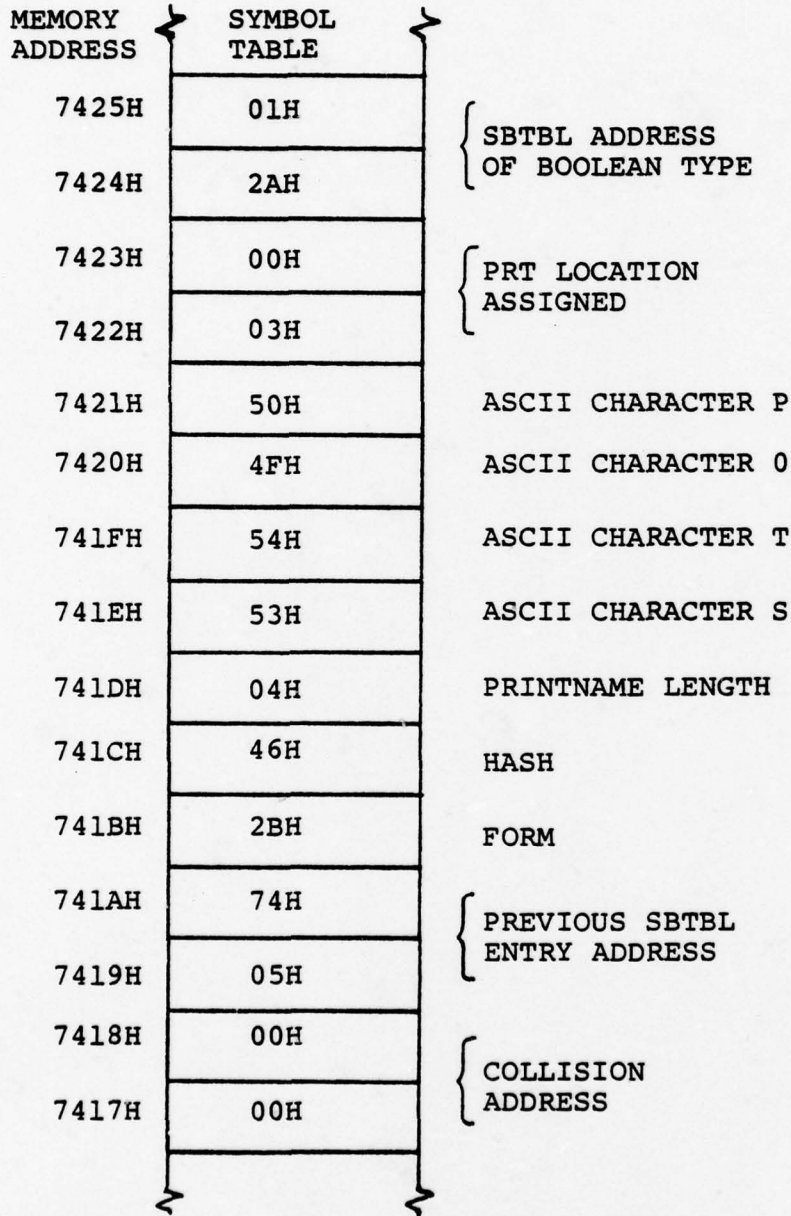 MEMORY ADDRESS
SYMBOL TABLE
7425H 01H
SBTBL ADDRESS OF BOOLEAN TYPE
7424H 2AH
7423H 00H
PRT LOCATION ASSIGNED
7422H 03H
7421H 50H ASCII CHARACTER P
7420H 4FH ASCII CHARACTER O
741FH 54H ASCII CHARACTER T
741EH 53H ASCII CHARACTER S
741DH 04H PRINTNAME LENGTH
741CH 46H HASH
741BH 2BH FORM
741AH 74H
PREVIOUS SBTBL ENTRY ADDRESS
7419H 05H
7418H 00H
COLLISION ADDRESS
7417H 00H